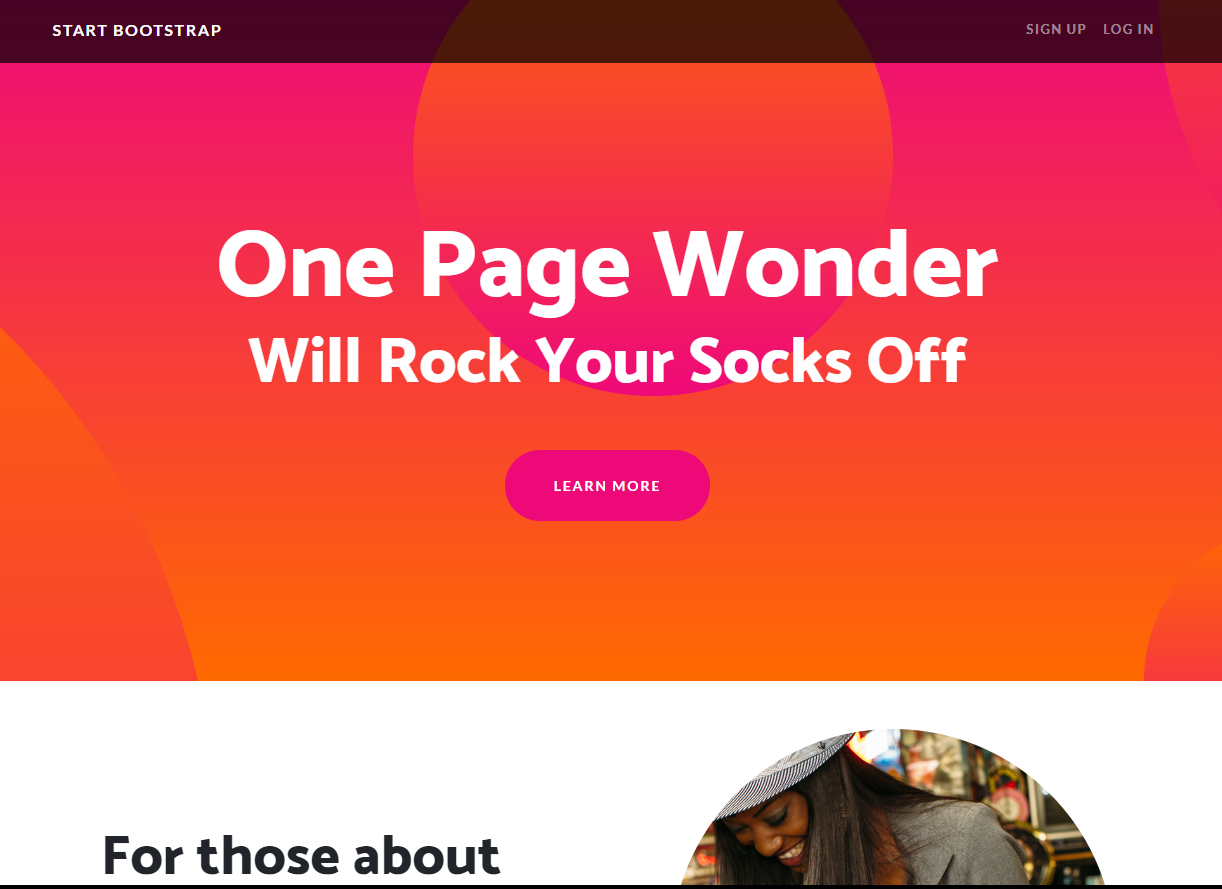 START BOOTSTRAP
SIGN UP LOG IN
One Page Wonder
Will Rock Your Socks Off
LEARN MORE
For those about